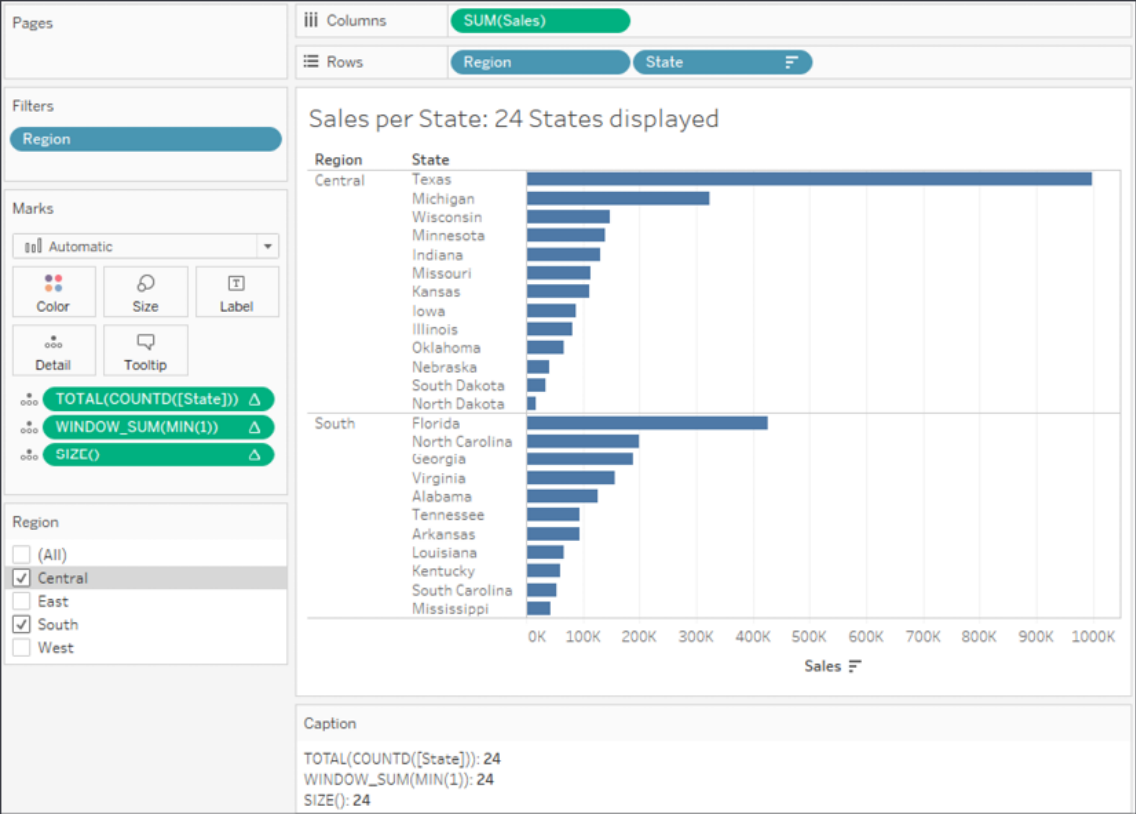 Pages
Columns
SUM(Sales)
Rows
Region
State
Filters
Region
Marks
Automatic
Color
Size
Label
Detail
Tooltip
TOTAL(COUNTD([State]))
WINDOW_SUM(MIN(1))
SIZE()
Region
(All)
Central
East
South
West
Sales per State: 24 States displayed
Region State
Central Texas
Michigan
Wisconsin
Minnesota
Indiana
Missouri
Kansas
Iowa
Illinois
Oklahoma
Nebraska
South Dakota
North Dakota
South Florida
North Carolina
Georgia
Virginia
Alabama
Tennessee
Arkansas
Louisiana
Kentucky
South Carolina
Mississippi
0K 100K 200K 300K 400K 500K 600K 700K 800K 900K 1000K
Sales
Caption
TOTAL(COUNTD([State])): 24
WINDOW_SUM(MIN(1)): 24
SIZE(): 24